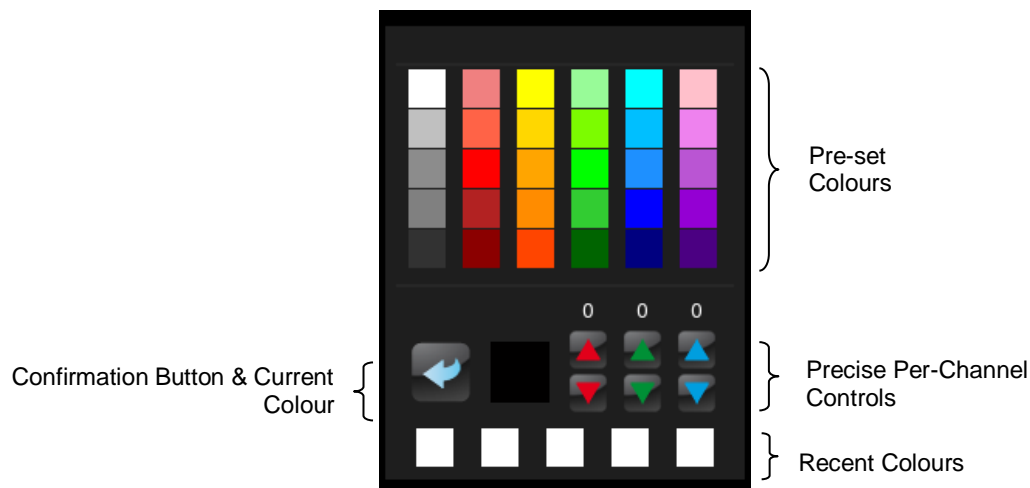 Pre-set
Colours
0 0 0
Confirmation Button & Current
Colour
Precise Per-Channel
Controls
Recent Colours